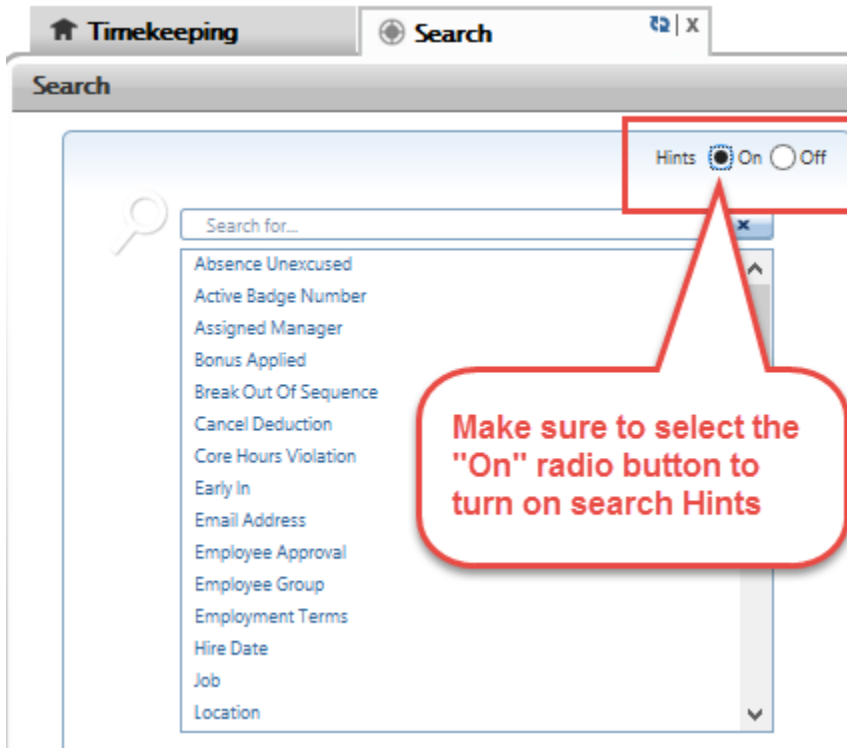 Timekeeping
Search
x
Search
Hints On Off
Search for...
x
Absence Unexcused
Active Badge Number
Assigned Manager
Bonus Applied
Break Out Of Sequence
Cancel Deduction
Core Hours Violation
Early In
Email Address
Employee Approval
Employee Group
Employment Terms
Hire Date
Job
Location
Make sure to select the
"On" radio button to
turn on search Hints